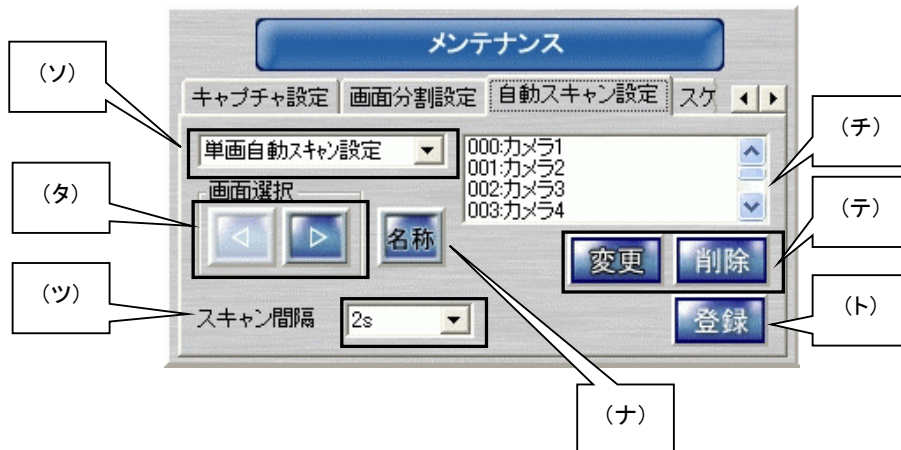 メンテナンス
(ソ)
キャプチャ設定 画面分割設定 自動スキャン設定 スケ
(チ)
単画自動スキャン設定
000:カメラ1
001:カメラ2
002:カメラ3
003:カメラ4
(タ)
画面選択
(テ)
名称
変更 削除
(ツ)
スキャン間隔 2s
登録
(ト)
(ナ)